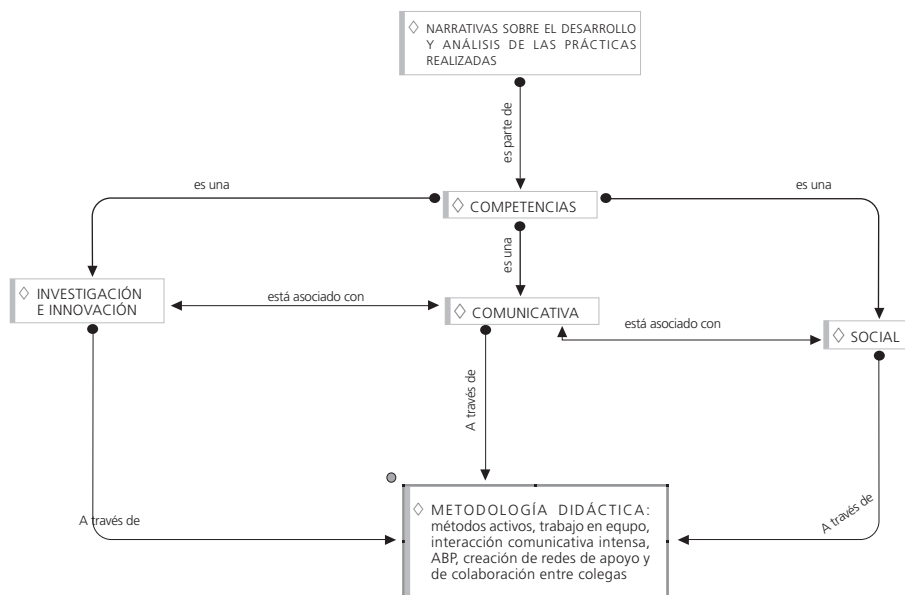 NARRATIVAS SOBRE EL DESARROLLO
Y ANÁLISIS DE LAS PRÁCTICAS
REALIZADAS
es parte de
es una
es una
COMPETENCIAS
es una
INVESTIGACIÓN
E INNOVACIÓN
está asociado con
COMUNICATIVA
está asociado con
SOCIAL
A través de
A través de
A través de
METODOLOGÍA DIDÁCTICA:
métodos activos, trabajo en equpo,
interacción comunicativa intensa,
ABP, creación de redes de apoyo y
de colaboración entre colegas